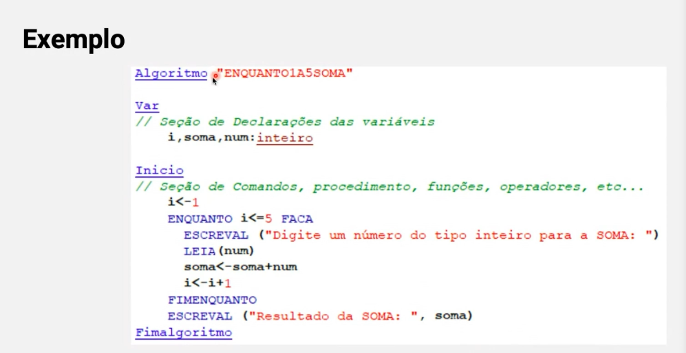 Exemplo
Algoritmo "ENQUANTO1A5SOMA"
Var
// Seção de Declarações das variáveis
i,soma,num:inteiro
Inicio
// Seção de Comandos, procedimento, funções, operadores, etc...
i<-1
ENQUANTO i<=5 FACA
ESCREVAL ("Digite um número do tipo inteiro para a SOMA: ")
LEIA(num)
soma<-soma+num
i<-i+1
FIMENQUANTO
ESCREVAL ("Resultado da SOMA: ", soma)
Fimalgoritmo